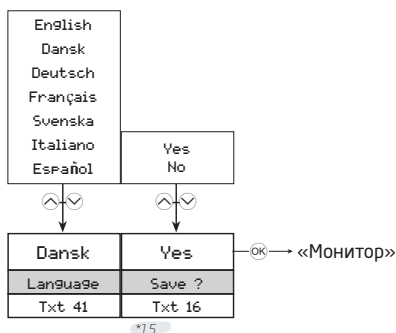 English
Dansk
Deutsch
Français
Svenska
Italiano
Español
Yes
No
Dansk
Yes
OK
«Монитор»
Language
Save ?
Txt 41
Txt 16
*15